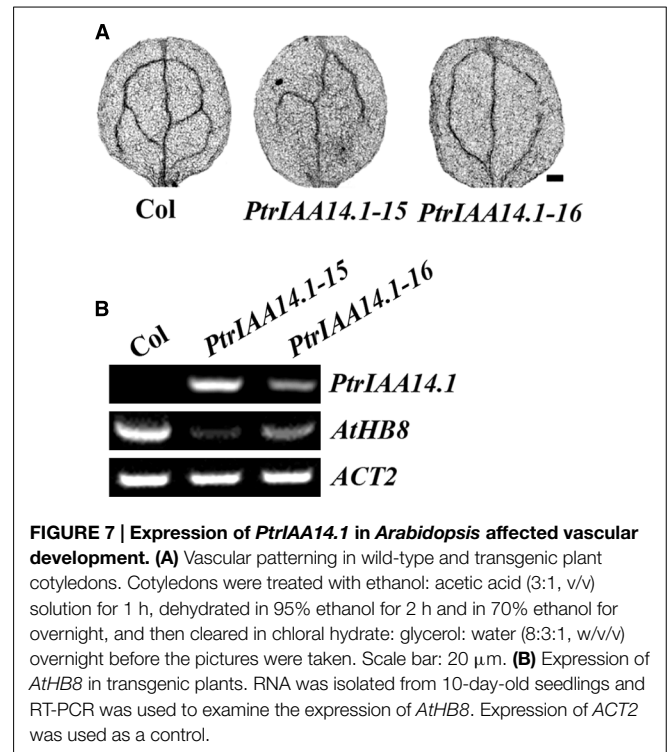 A
Col
PtrIAA14.1-15
PtrIAA14.1-16
B
Col
PtrIAA14.1-15
PtrIAA14.1-16
PtrIAA14.1
AtHB8
ACT2
FIGURE 7 | Expression of PtrIAA14.1 in Arabidopsis affected vascular
development. (A) Vascular patterning in wild-type and transgenic plant
cotyledons. Cotyledons were treated with ethanol: acetic acid (3:1, v/v)
solution for 1 h, dehydrated in 95% ethanol for 2 h and in 70% ethanol for
overnight, and then cleared in chloral hydrate: glycerol: water (8:3:1, w/v/v)
overnight before the pictures were taken. Scale bar: 20 μm. (B) Expression of
AtHB8 in transgenic plants. RNA was isolated from 10-day-old seedlings and
RT-PCR was used to examine the expression of AtHB8. Expression of ACT2
was used as a control.